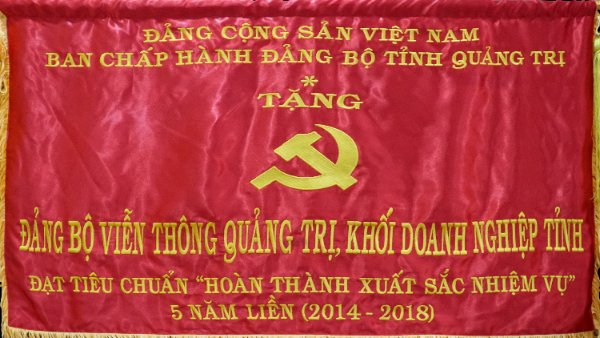 ĐẢNG CỘNG SẢN VIỆT NAM
BAN CHẤP HÀNH ĐẢNG BỘ TỈNH QUẢNG TRỊ
*
TẶNG
ĐẢNG BỘ VIỄN THÔNG QUẢNG TRỊ, KHỐI DOANH NGHIỆP TỈNH
ĐẠT TIÊU CHUẨN “HOÀN THÀNH XUẤT SẮC NHIỆM VỤ”
5 NĂM LIỀN (2014 - 2018)